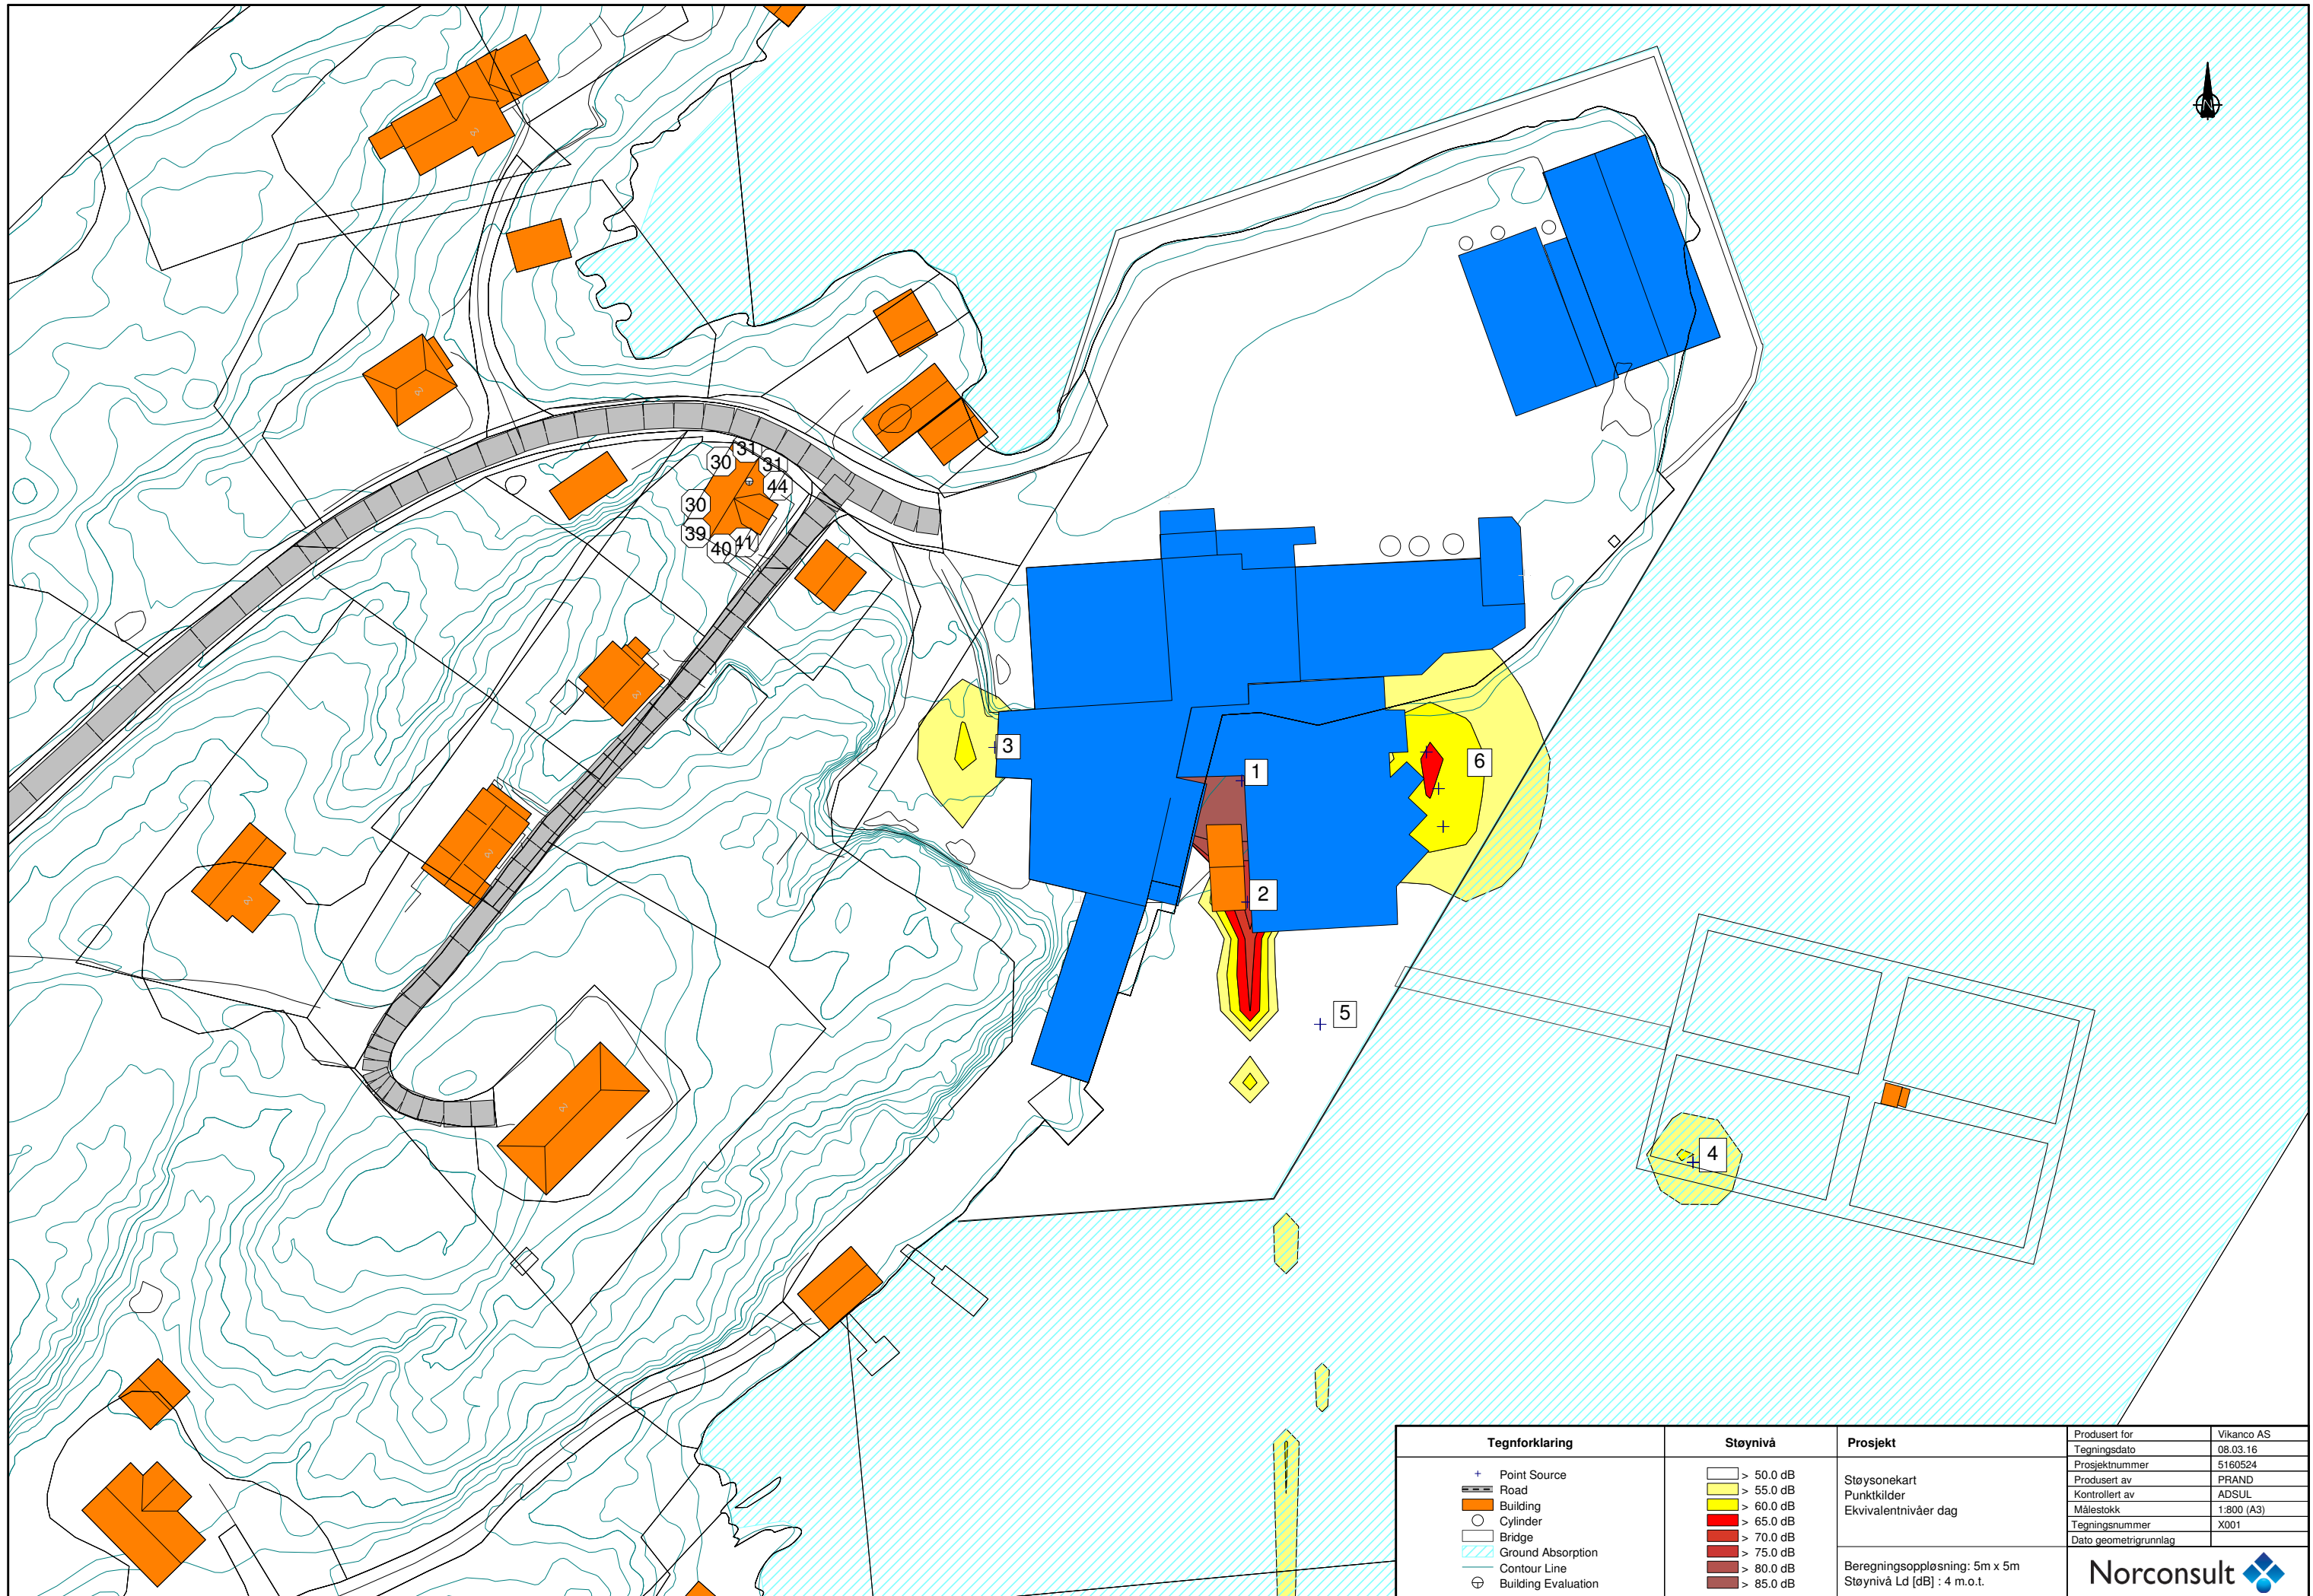 N
31
30
31
44
30
39
40
41
3
1
6
2
5
4
Tegnforklaring
Point Source
Road
Building
Cylinder
Bridge
Ground Absorption
Contour Line
Building Evaluation
Støynivå
> 50.0 dB
> 55.0 dB
> 60.0 dB
> 65.0 dB
> 70.0 dB
> 75.0 dB
> 80.0 dB
> 85.0 dB
Prosjekt
Støysonekart
Punktkilder
Ekvivalentnivåer dag
Beregningsoppløsning: 5m x 5m
Støynivå Ld [dB] : 4 m.o.t.
Produsert for Vikanco AS
Tegningsdato 08.03.16
Prosjektnummer 5160524
Produsert av PRAND
Kontrollert av ADSUL
Målestokk 1:800 (A3)
Tegningsnummer X001
Dato geometrigrunnlag
Norconsult